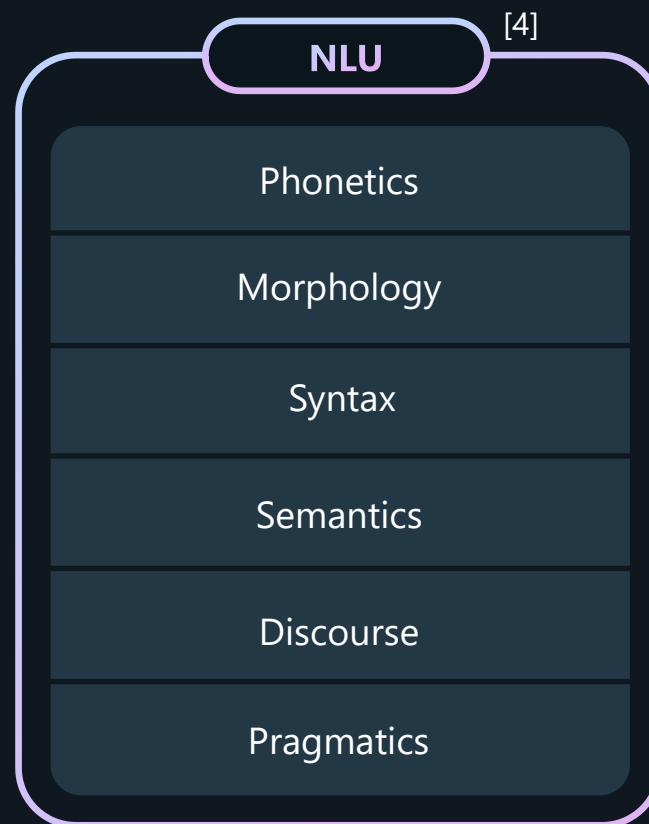 [4]
NLU
Phonetics
Morphology
Syntax
Semantics
Discourse
Pragmatics